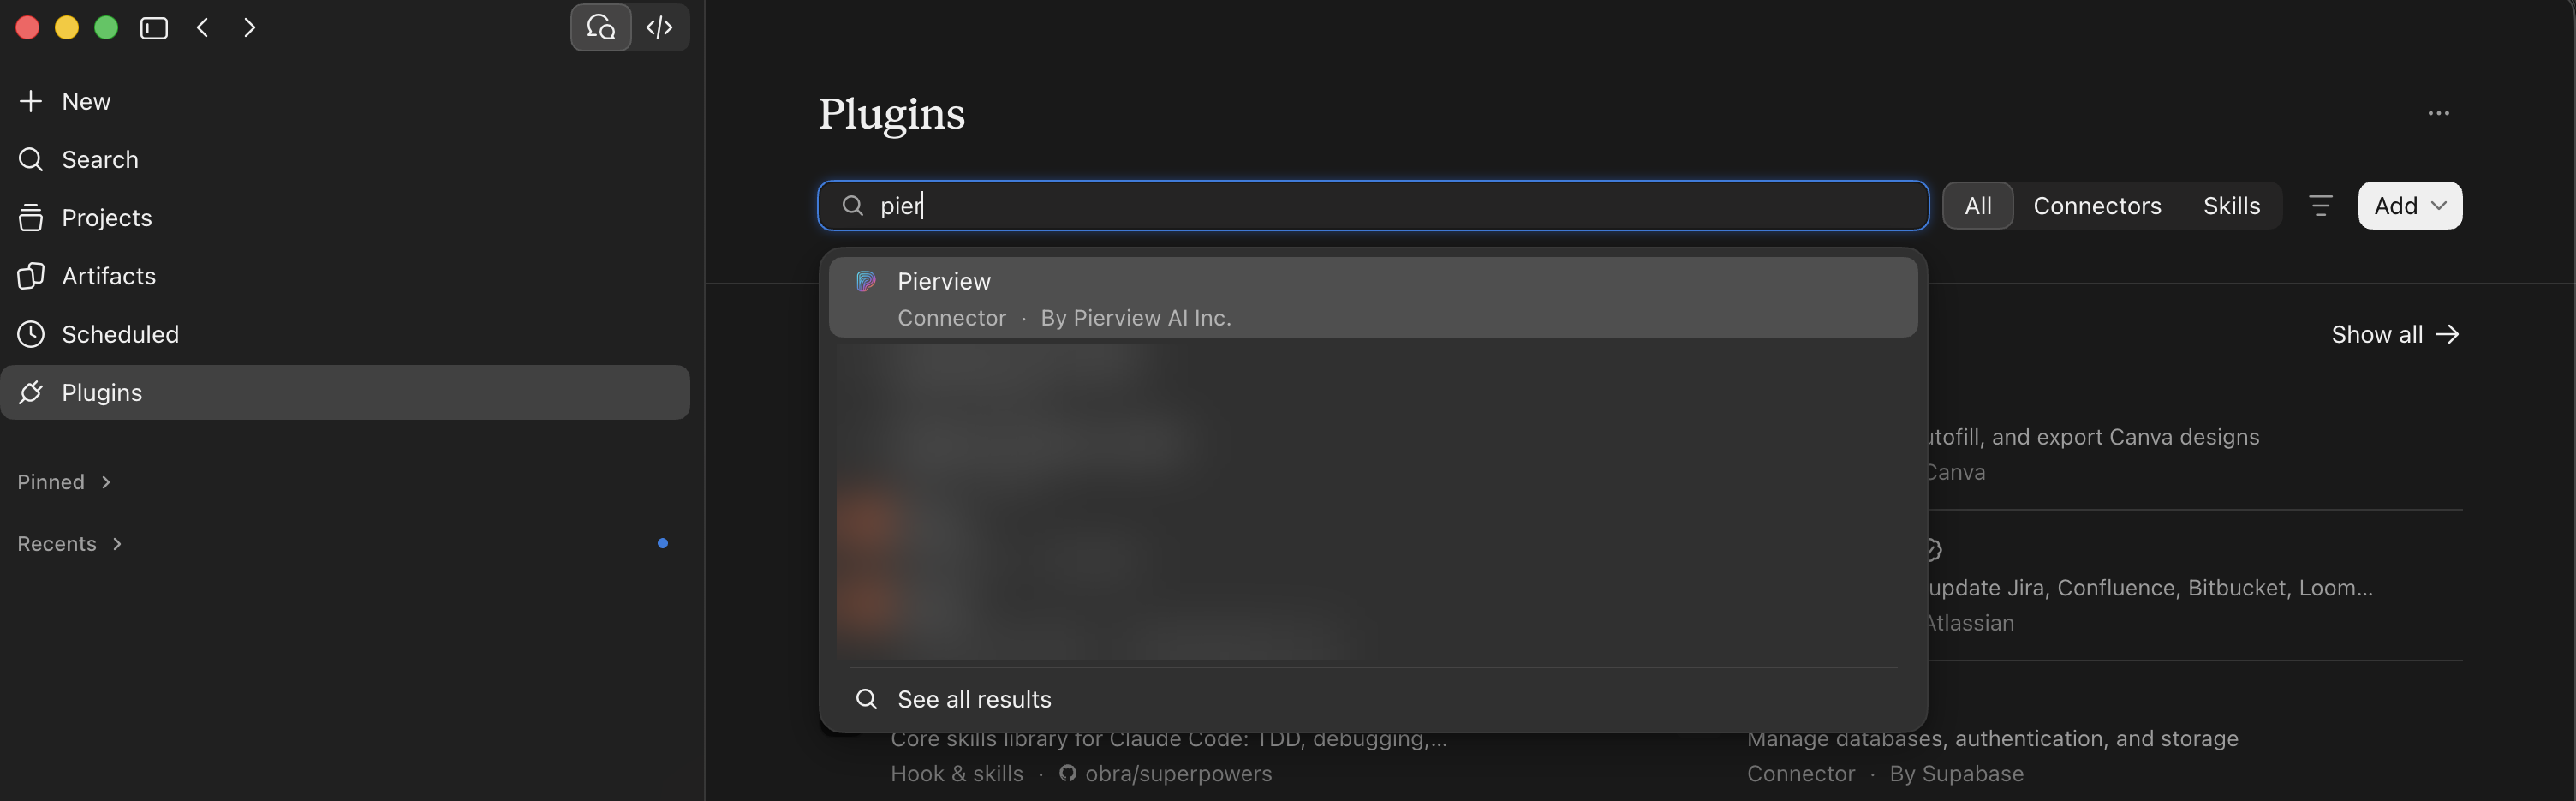 New
Search
Projects
Artifacts
Scheduled
Plugins
Pinned
Recents
Plugins
pier
All
Connectors
Skills
Add
Pierview
Connector · By Pierview AI Inc.
See all results
Show all
utofill, and export Canva designs
Canva
update Jira, Confluence, Bitbucket, Loom...
Atlassian
Core skills library for Claude Code: TDD, debugging,...
Hook & skills · obra/superpowers
Manage databases, authentication, and storage
Connector · By Supabase